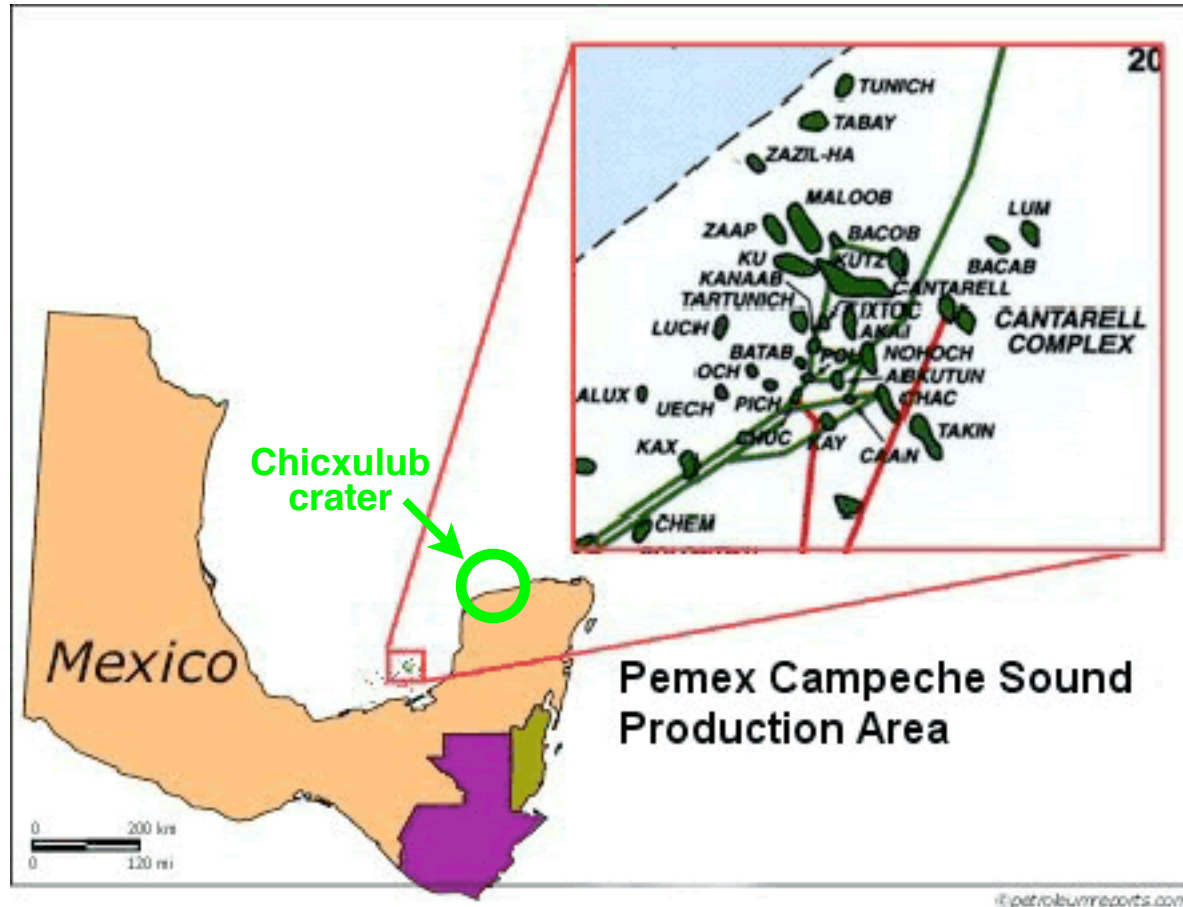 20
TUNICH
TABAY
ZAZIL-HA
MALOOB
LUM
ZAAP
BACOB
KU
KUTZ
BACAB
KANAAB
CANTARELL
TARTUNICH
IXTOC
CANTARELL
COMPLEX
LUCH
AKAJ
BATAB
POL
NOHOCH
OCH
ABKUTUN
ALUX
UECH
PICH
CHAC
CHUC
KAY
TAKIN
KAX
CAAN
CHEM
Chicxulub
crater
Mexico
Pemex Campeche Sound
Production Area
0 200 km
0 120 mi
©petroleumreports.com